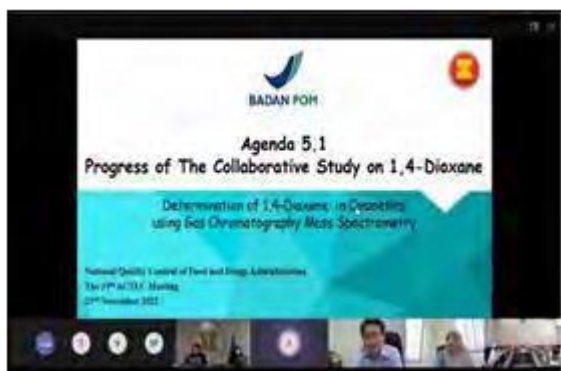 BADAN POM
Agenda 5.1
Progress of The Collaborative Study on 1,4-Dioxane
Determination of 1,4-Dioxane in Cosmetics
using Gas Chromatography Mass Spectrometry
National Quality Control of Food and Drugs Administration
Meeting
November